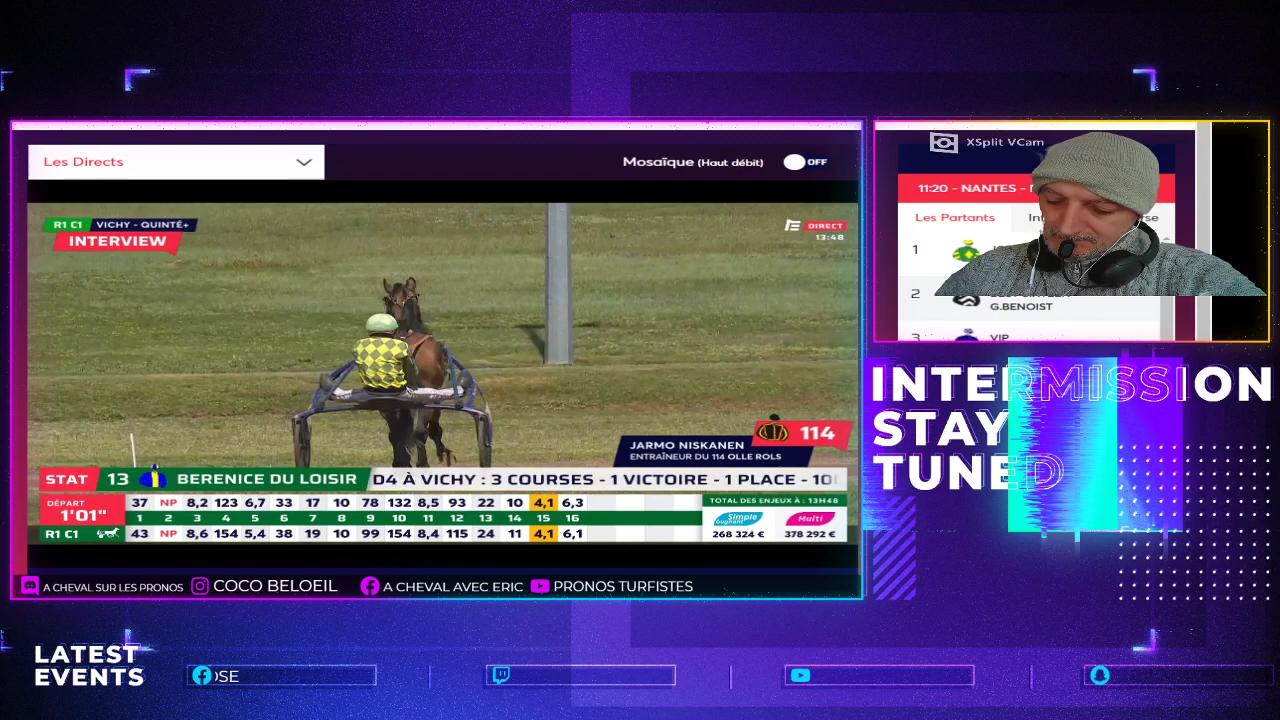 Les Directs
Mosaïque (Haut débit)
OFF
R1 C1 VICHY - QUINTÉ+
INTERVIEW
DIRECT
13:48
JARMO NISKANEN
ENTRAÎNEUR DU 114 OLLE ROLS
114
STAT 13 BERENICE DU LOISIR D4 À VICHY : 3 COURSES - 1 VICTOIRE - 1 PLACE - 10
DÉPART
1'01"
37 NP 8,2 123 6,7 33 17 10 78 132 8,5 93 22 10 4,1 6,3
1 2 3 4 5 6 7 8 9 10 11 12 13 14 15 16
R1 C1 43 NP 8,6 154 5,4 38 19 10 99 154 8,4 115 24 11 4,1 6,1
TOTAL DES ENJEUX À : 13H48
Simple Gagnant
Multi
268 324 €
378 292 €
A CHEVAL SUR LES PRONOS COCO BELOEIL A CHEVAL AVEC ERIC PRONOS TURFISTES
XSplit VCam
11:20 - NANTES -
Les Partants
1
2
G.BENOIST
3
VIP
INTERMISSION
STAY
TUNED
LATEST
EVENTS
OSE